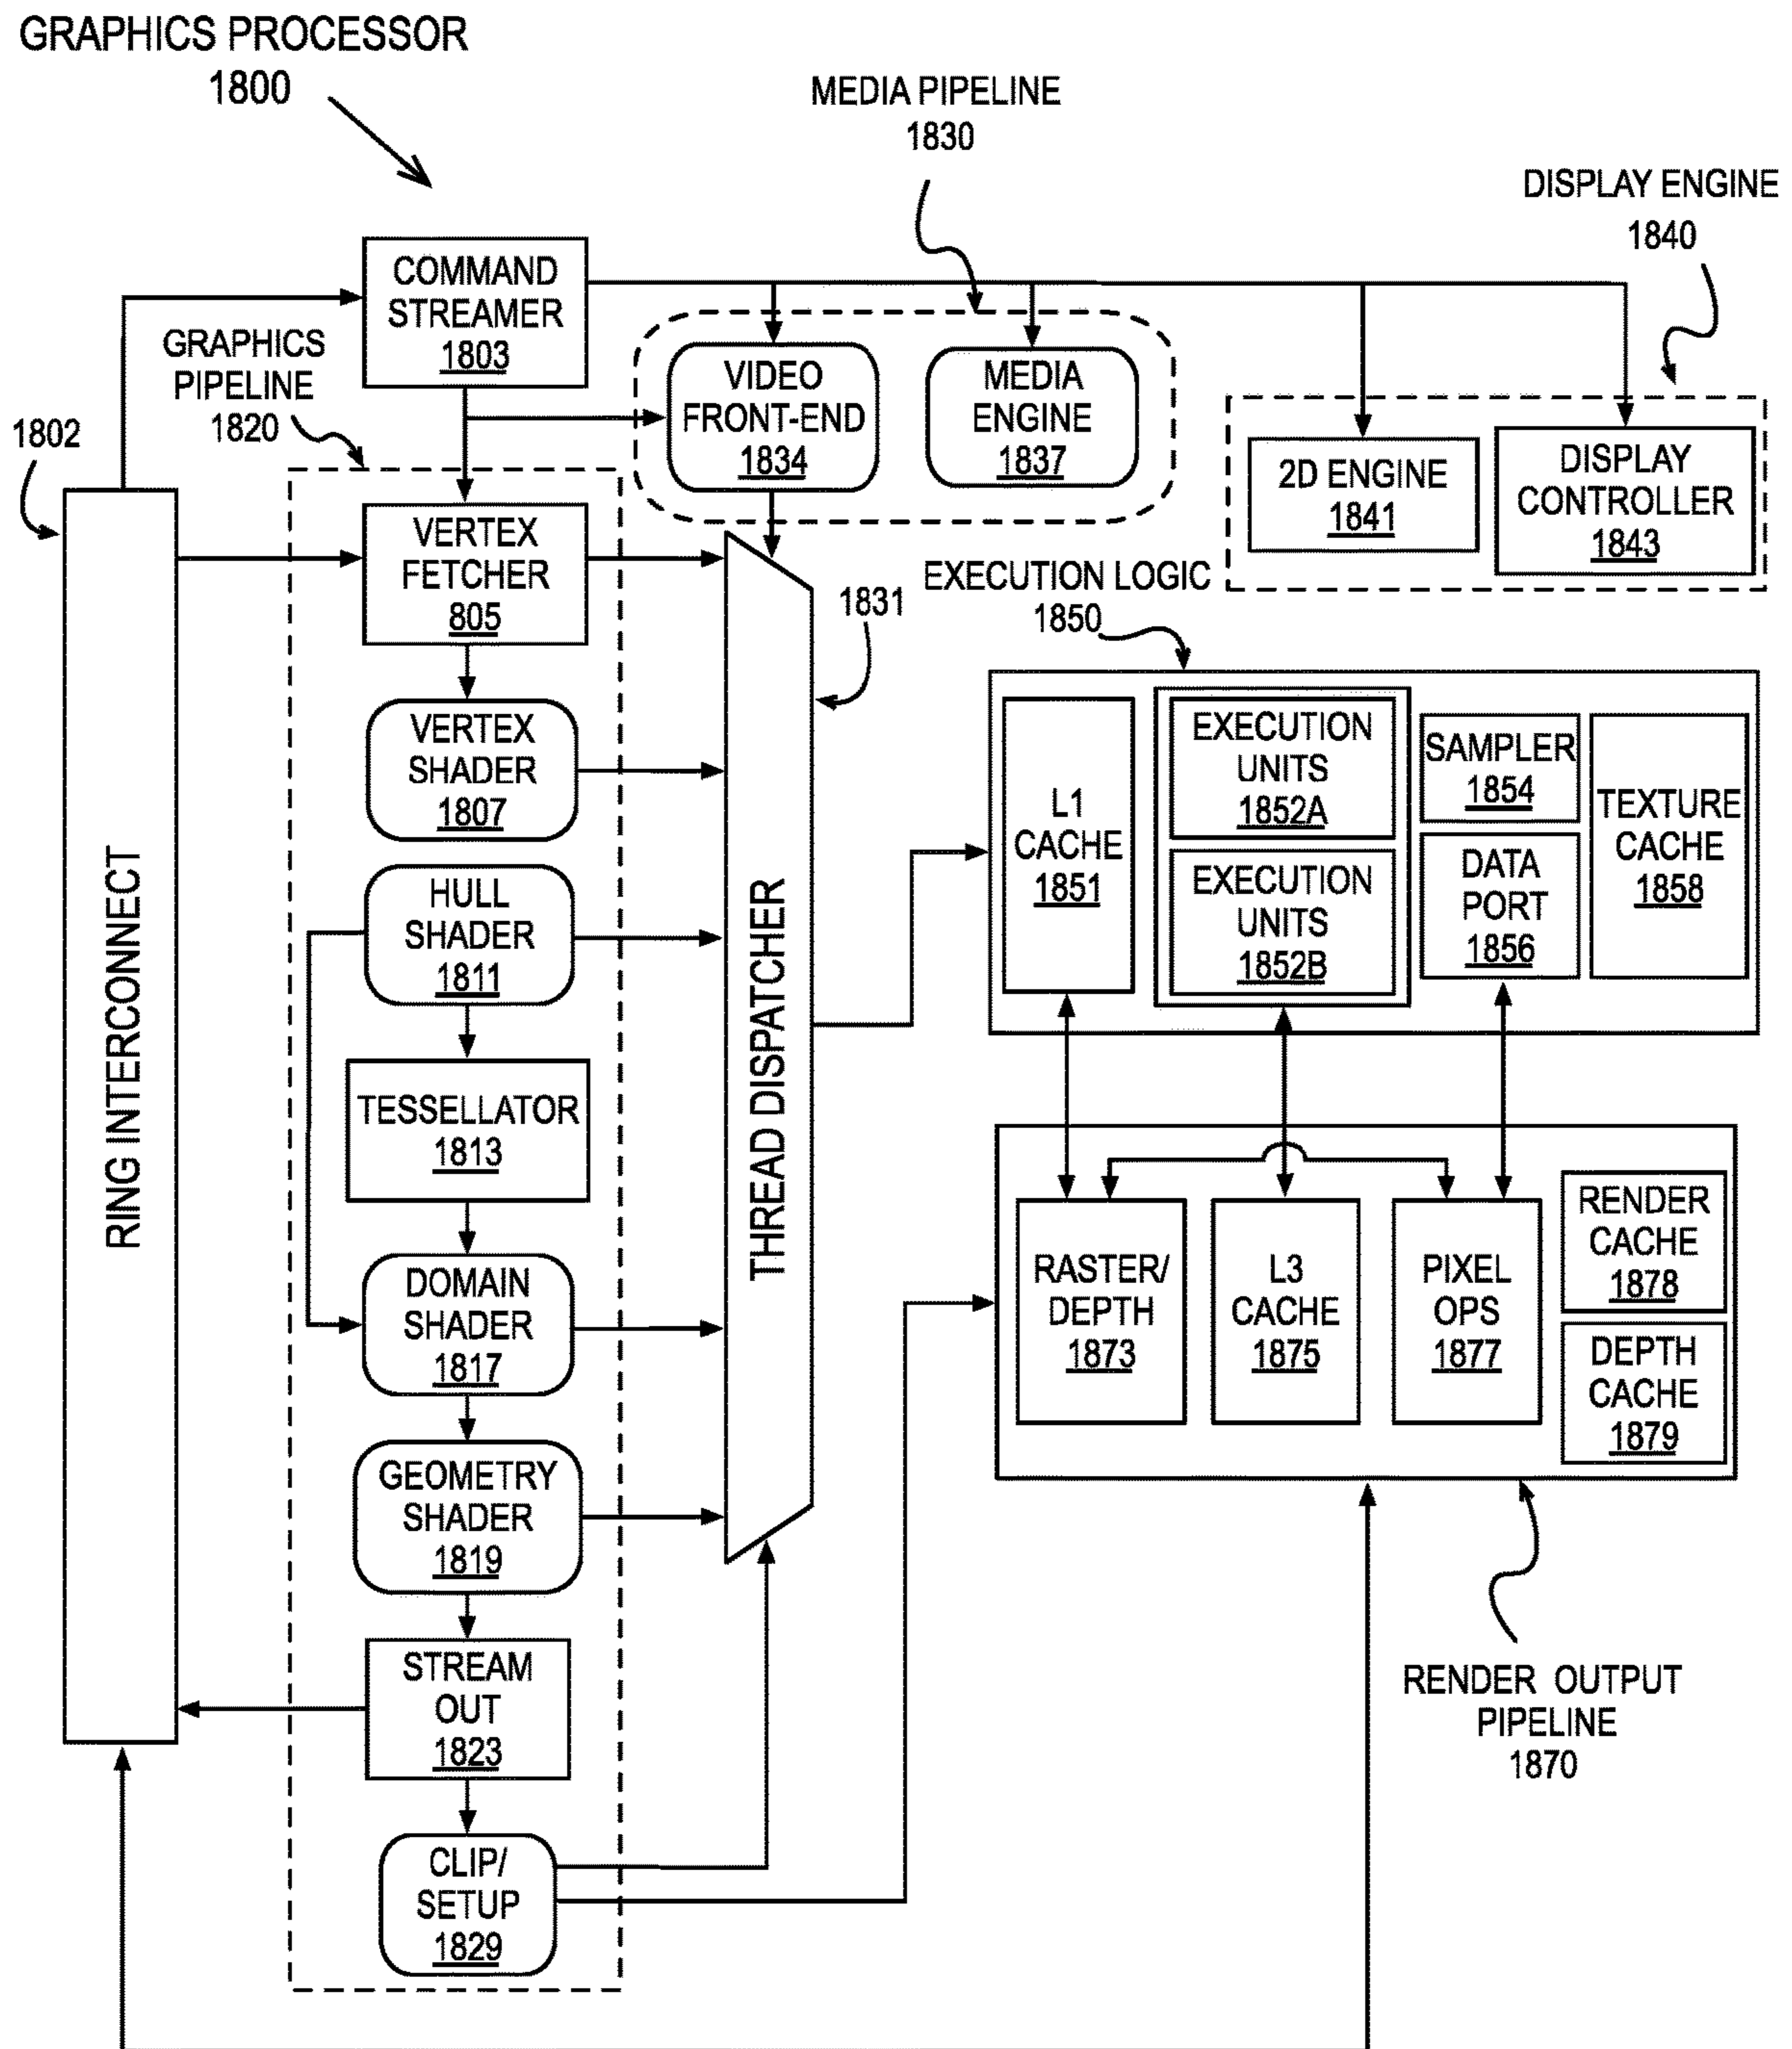 GRAPHICS PROCESSOR
1800
MEDIA PIPELINE
1830
DISPLAY ENGINE
1840
COMMAND
STREAMER
1803
GRAPHICS
PIPELINE
1820
1802
VIDEO
FRONT-END
1834
MEDIA
ENGINE
1837
2D ENGINE
1841
DISPLAY
CONTROLLER
1843
RING INTERCONNECT
VERTEX
FETCHER
805
VERTEX
SHADER
1807
HULL
SHADER
1811
TESSELLATOR
1813
DOMAIN
SHADER
1817
GEOMETRY
SHADER
1819
STREAM
OUT
1823
CLIP/
SETUP
1829
THREAD DISPATCHER
1831
EXECUTION LOGIC
1850
L1
CACHE
1851
EXECUTION
UNITS
1852A
EXECUTION
UNITS
1852B
SAMPLER
1854
DATA
PORT
1856
TEXTURE
CACHE
1858
RASTER/
DEPTH
1873
L3
CACHE
1875
PIXEL
OPS
1877
RENDER
CACHE
1878
DEPTH
CACHE
1879
RENDER OUTPUT
PIPELINE
1870